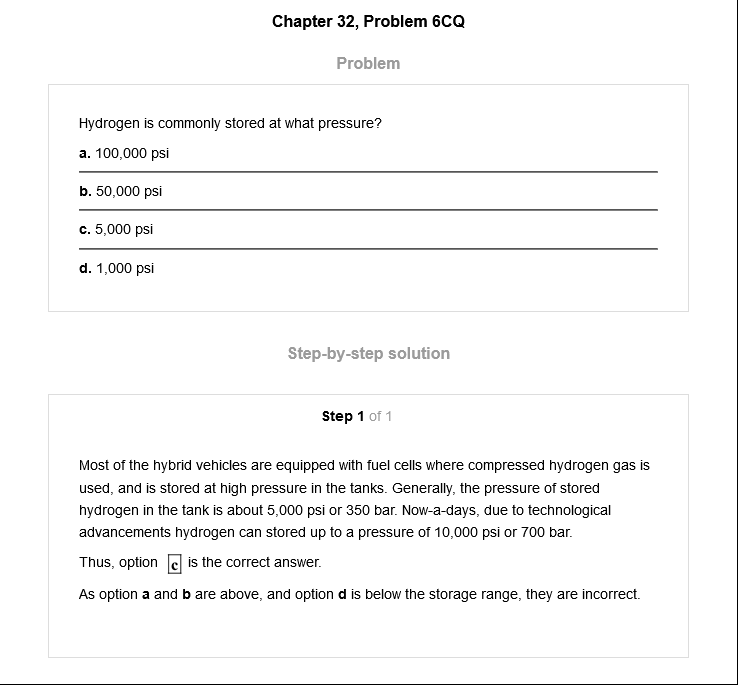 Chapter 32, Problem 6CQ
Problem
Hydrogen is commonly stored at what pressure?
a. 100,000 psi
b. 50,000 psi
c. 5,000 psi
d. 1,000 psi
Step-by-step solution
Step 1 of 1
Most of the hybrid vehicles are equipped with fuel cells where compressed hydrogen gas is
used, and is stored at high pressure in the tanks. Generally, the pressure of stored
hydrogen in the tank is about 5,000 psi or 350 bar. Now-a-days, due to technological
advancements hydrogen can stored up to a pressure of 10,000 psi or 700 bar.
Thus, option c is the correct answer.
As option a and b are above, and option d is below the storage range, they are incorrect.